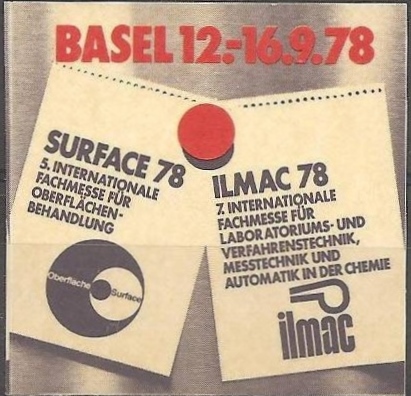 BASEL 12.-16.9.78
SURFACE 78
5. INTERNATIONALE
FACHMESSE FÜR
OBERFLÄCHEN-
BEHANDLUNG
Oberfläche Surface
ILMAC 78
7. INTERNATIONALE
FACHMESSE FÜR
LABORATORIUMS- UND
VERFAHRENSTECHNIK,
MESSTECHNIK UND
AUTOMATIK IN DER CHEMIE
ilmac